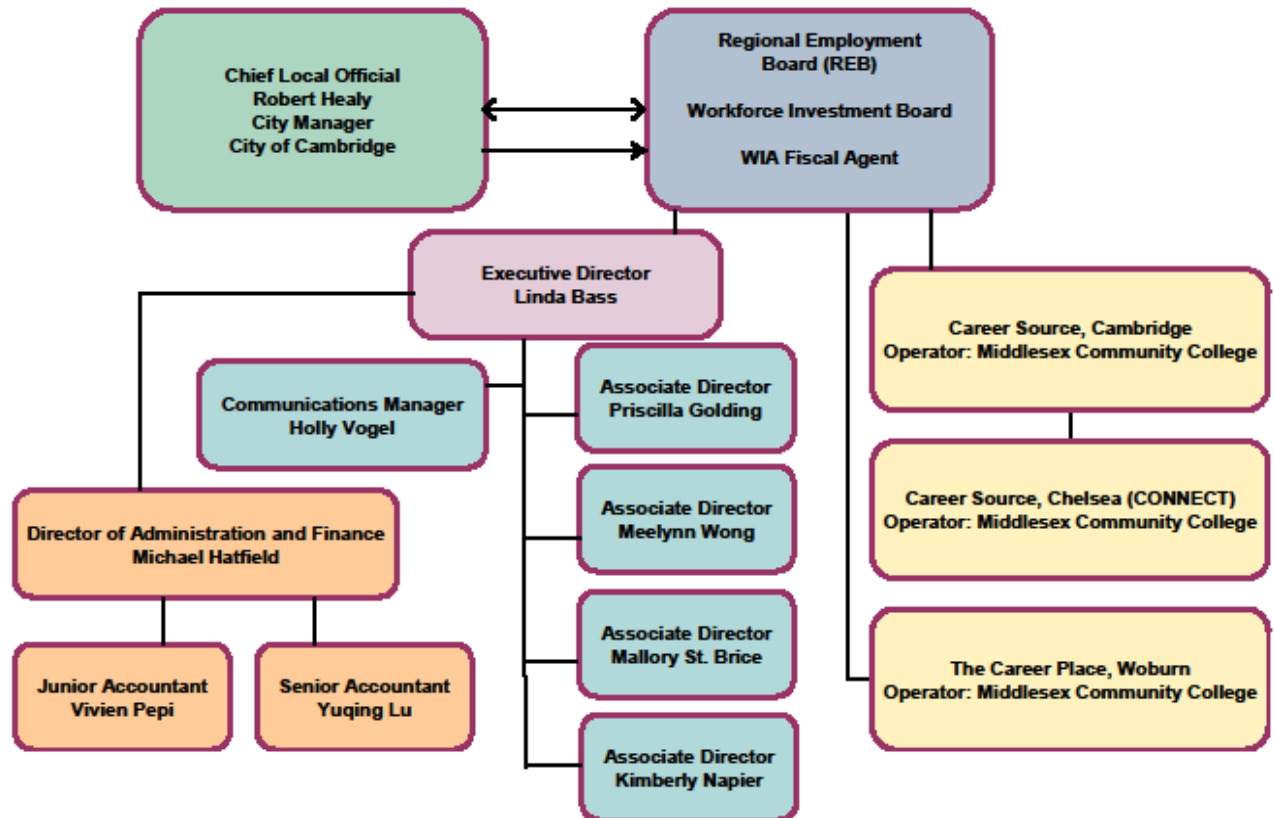 Chief Local Official
Robert Healy
City Manager
City of Cambridge
Regional Employment
Board (REB)
Workforce Investment Board
WIA Fiscal Agent
Executive Director
Linda Bass
Communications Manager
Holly Vogel
Associate Director
Priscilla Golding
Associate Director
Meelynn Wong
Associate Director
Mallory St. Brice
Associate Director
Kimberly Napier
Director of Administration and Finance
Michael Hatfield
Junior Accountant
Vivien Pepi
Senior Accountant
Yuqing Lu
Career Source, Cambridge
Operator: Middlesex Community College
Career Source, Chelsea (CONNECT)
Operator: Middlesex Community College
The Career Place, Woburn
Operator: Middlesex Community College